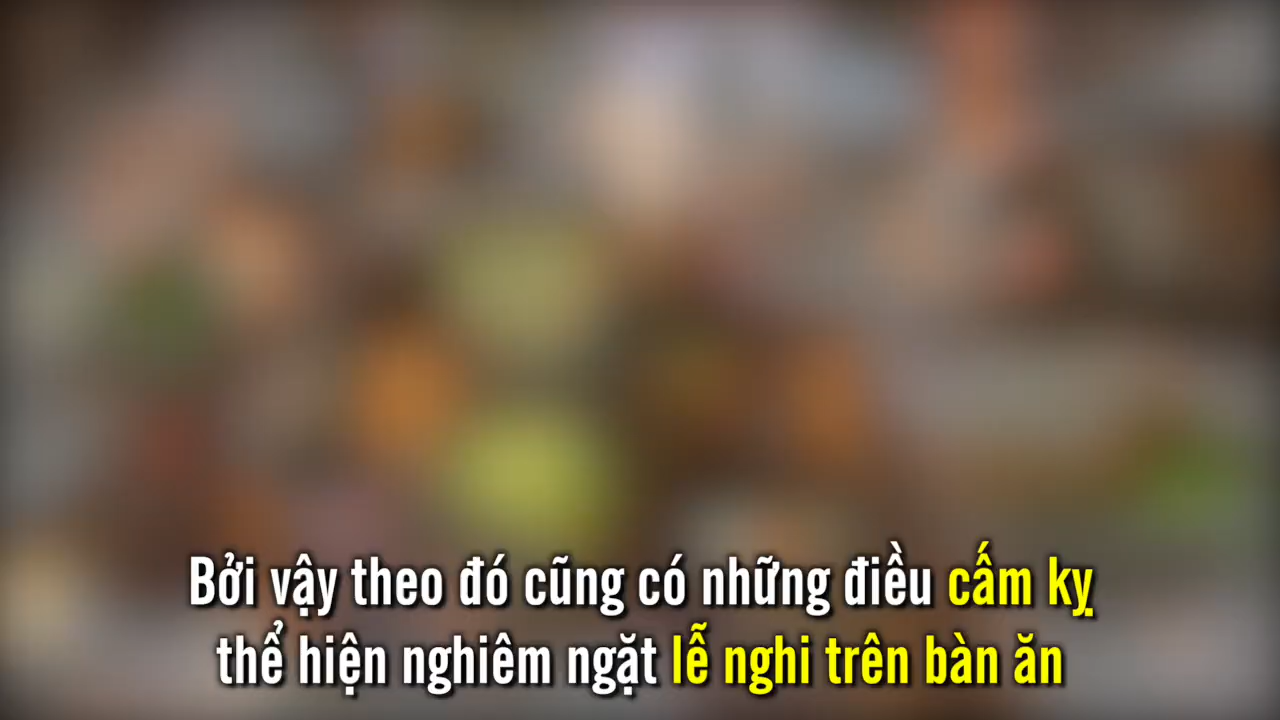 Bởi vậy theo đó cũng có những điều cấm kỵ
thể hiện nghiêm ngặt lễ nghi trên bàn ăn